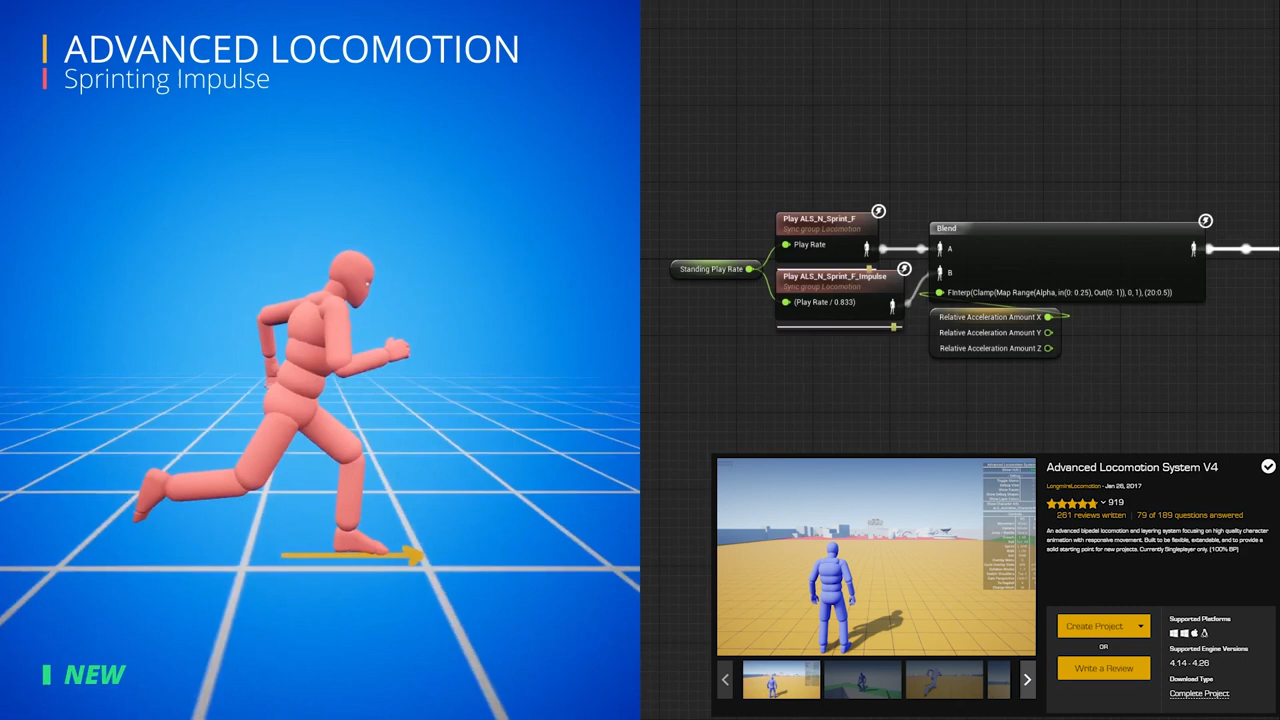 ADVANCED LOCOMOTION
Sprinting Impulse
NEW
Play ALS_N_Sprint_F
Sync group Locomotion
Play Rate
Standing Play Rate
Play ALS_N_Sprint_F_Impulse
Sync group Locomotion
(Play Rate / 0.833)
Blend
A
B
FInterp(Clamp(Map Range(Alpha, in(0: 0.25), Out(0: 1)), 0, 1), (20:0.5))
Relative Acceleration Amount X
Relative Acceleration Amount Y
Relative Acceleration Amount Z
Advanced Locomotion System V4
LongmireLocomotion - Jan 26, 2017
919
261 reviews written | 79 of 189 questions answered
An advanced bipedal locomotion and layering system focusing on high quality character
animation with responsive movement. Built to be flexible, extendable, and to provide a
solid starting point for new projects. Currently Singleplayer only. (100% BP)
Create Project
OR
Write a Review
Supported Platforms
Supported Engine Versions
4.14 - 4.26
Download Type
Complete Project